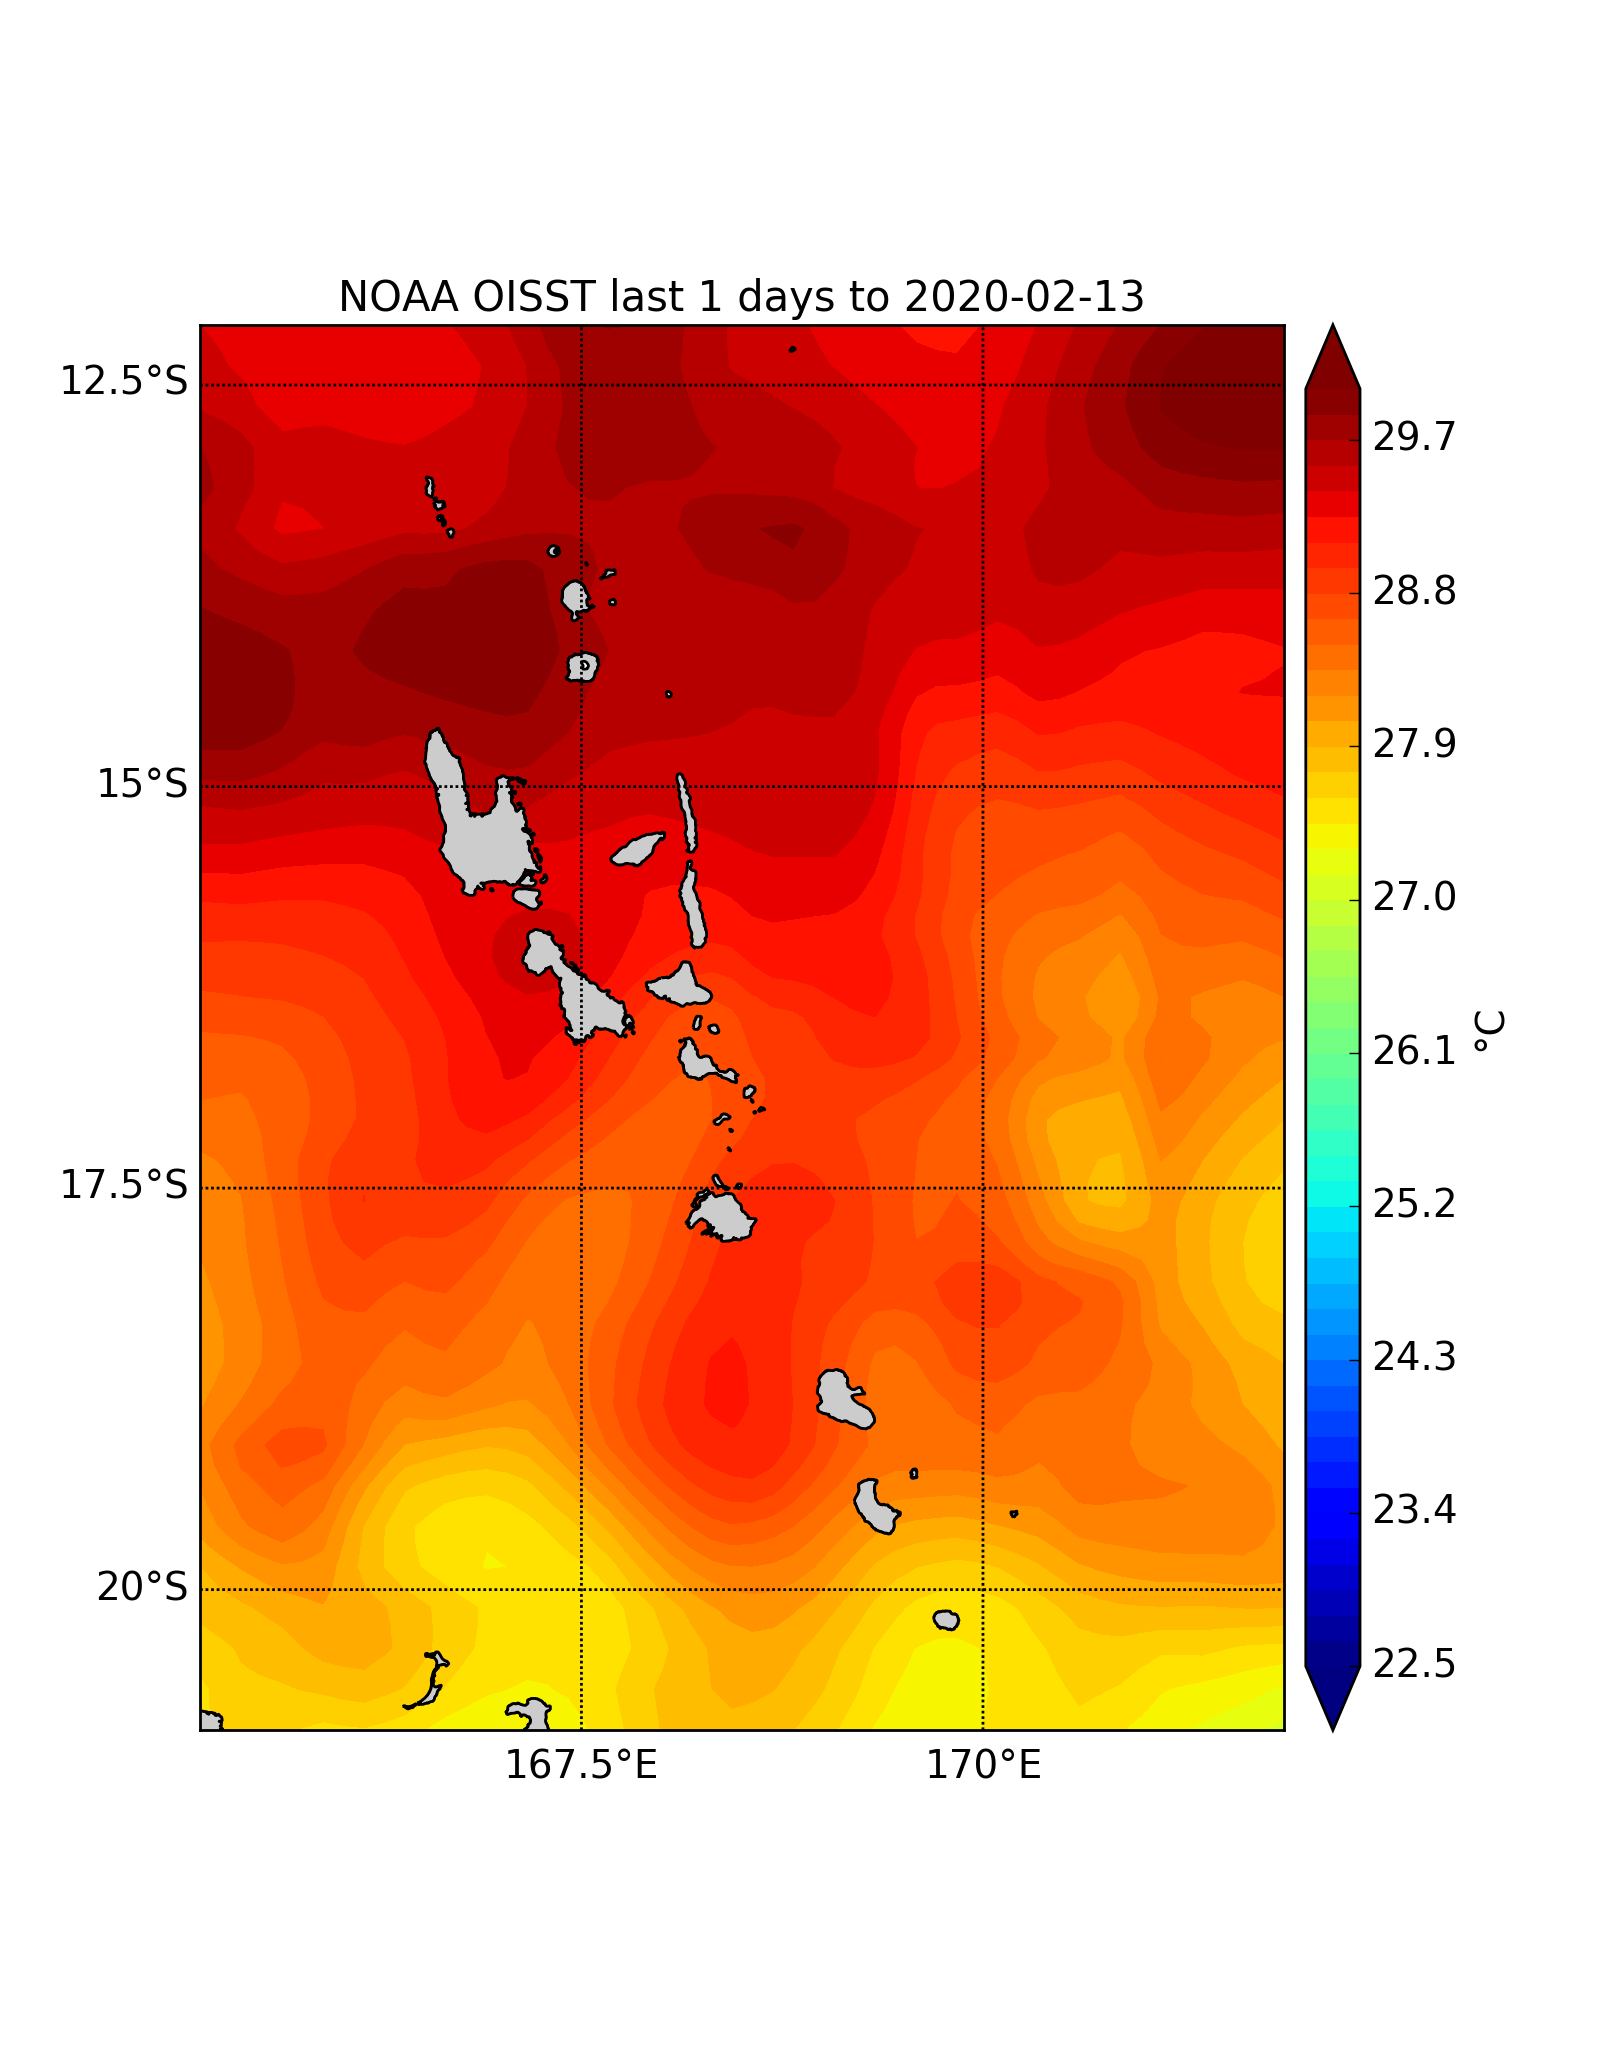 NOAA OISST last 1 days to 2020-02-13
12.5°S
15°S
17.5°S
20°S
167.5°E
170°E
29.7
28.8
27.9
27.0
26.1
25.2
24.3
23.4
22.5
°C